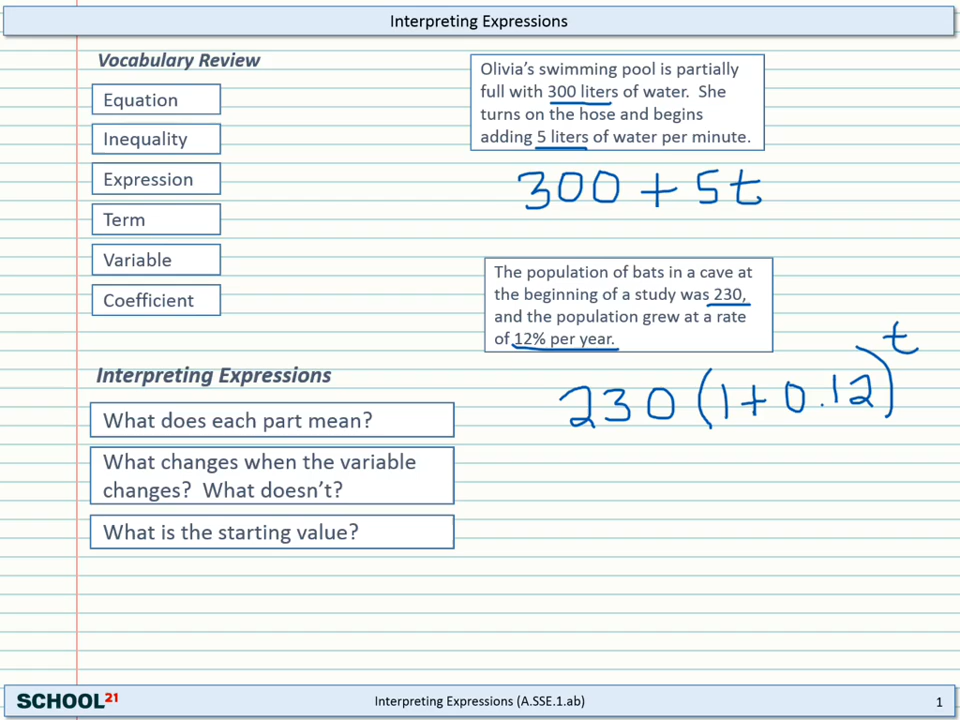 Interpreting Expressions
Vocabulary Review
Equation
Inequality
Expression
Term
Variable
Coefficient
Interpreting Expressions
What does each part mean?
What changes when the variable
changes?  What doesn't?
What is the starting value?
Olivia's swimming pool is partially
full with 300 liters of water.  She
turns on the hose and begins
adding 5 liters of water per minute.
300 + 5t
The population of bats in a cave at
the beginning of a study was 230,
and the population grew at a rate
of 12% per year.
230 (1 + 0.12)^t
SCHOOL21
Interpreting Expressions (A.SSE.1.ab)
1